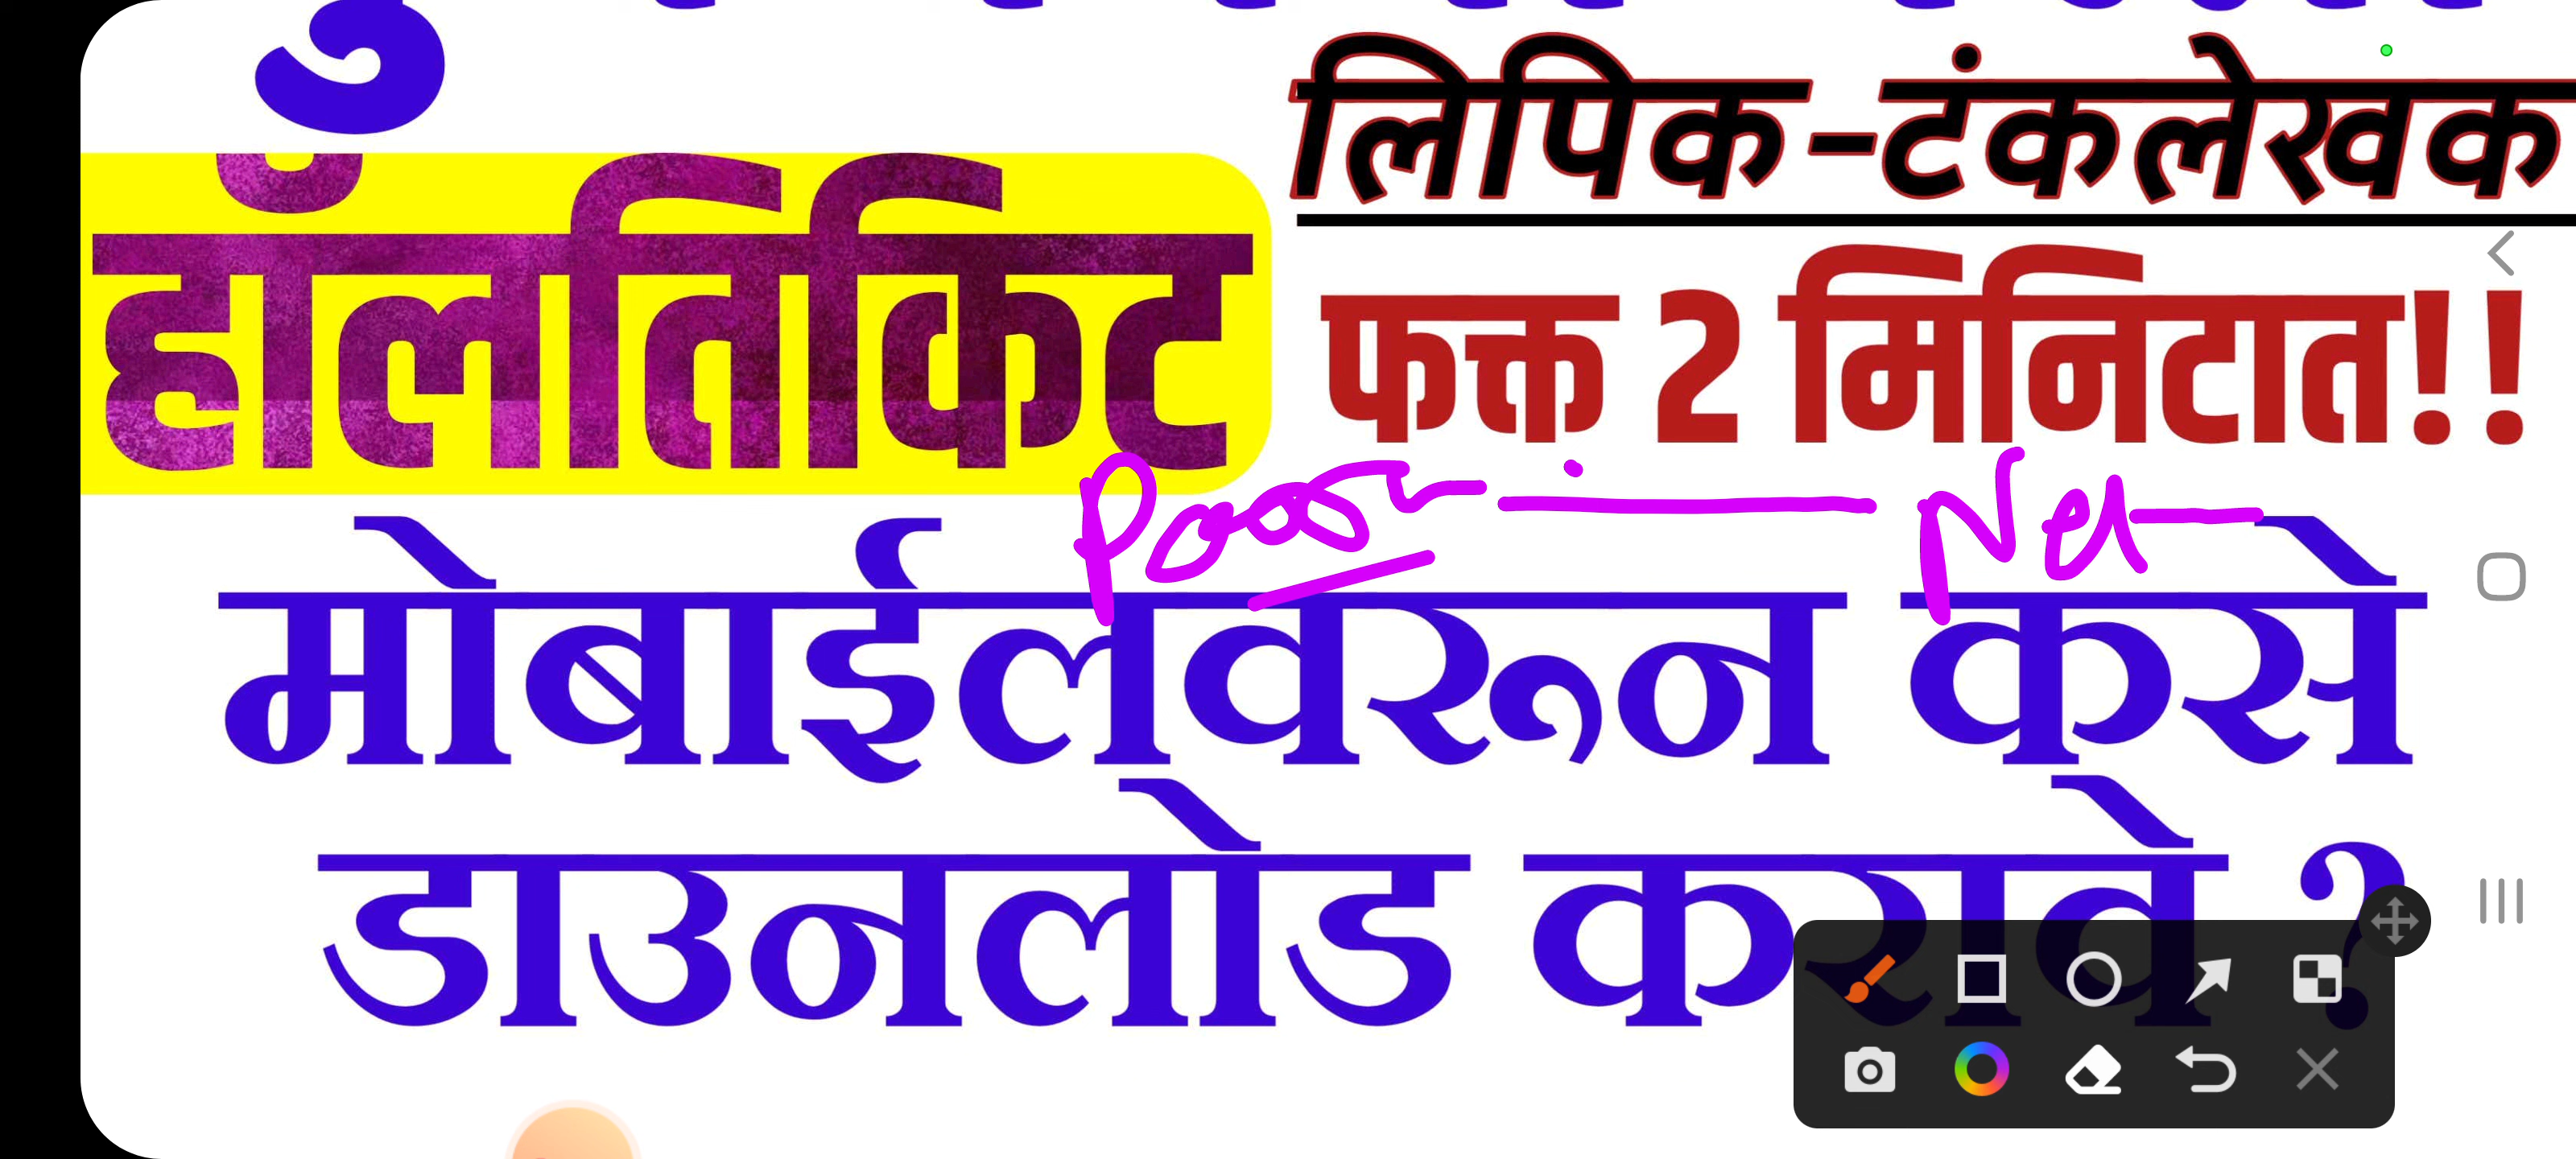 लिपिक-टंकलेखक
हॉलतिकिट
फक्त 2 मिनिटात!!
मोबाईलवरून कसे
डाउनलोड करावे ?